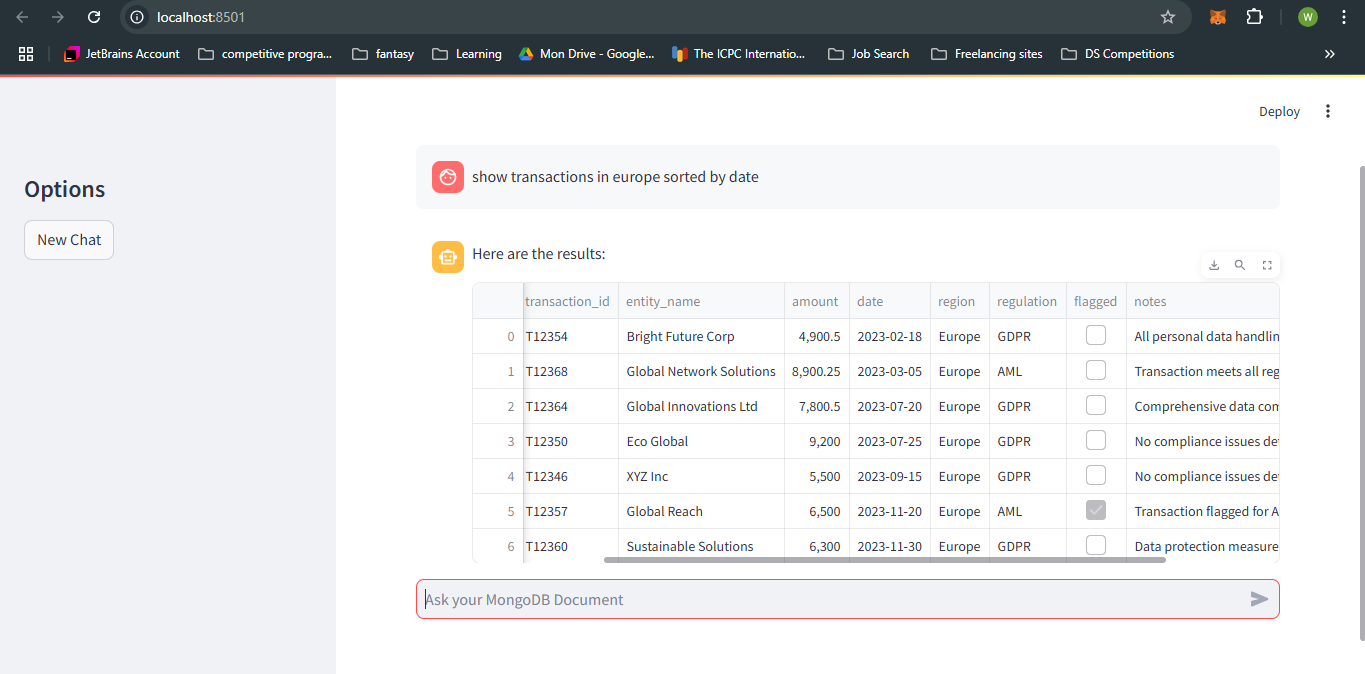 localhost:8501
W
JetBrains Account competitive progra... fantasy Learning Mon Drive - Google... The ICPC Internatio... Job Search Freelancing sites DS Competitions »
Deploy
Options
New Chat
show transactions in europe sorted by date
Here are the results:
transaction_id entity_name amount date region regulation flagged notes
0 T12354 Bright Future Corp 4,900.5 2023-02-18 Europe GDPR All personal data handlin
1 T12368 Global Network Solutions 8,900.25 2023-03-05 Europe AML Transaction meets all reg
2 T12364 Global Innovations Ltd 7,800.5 2023-07-20 Europe GDPR Comprehensive data com
3 T12350 Eco Global 9,200 2023-07-25 Europe GDPR No compliance issues det
4 T12346 XYZ Inc 5,500 2023-09-15 Europe GDPR No compliance issues det
5 T12357 Global Reach 6,500 2023-11-20 Europe AML Transaction flagged for A
6 T12360 Sustainable Solutions 6,300 2023-11-30 Europe GDPR Data protection measure
Ask your MongoDB Document